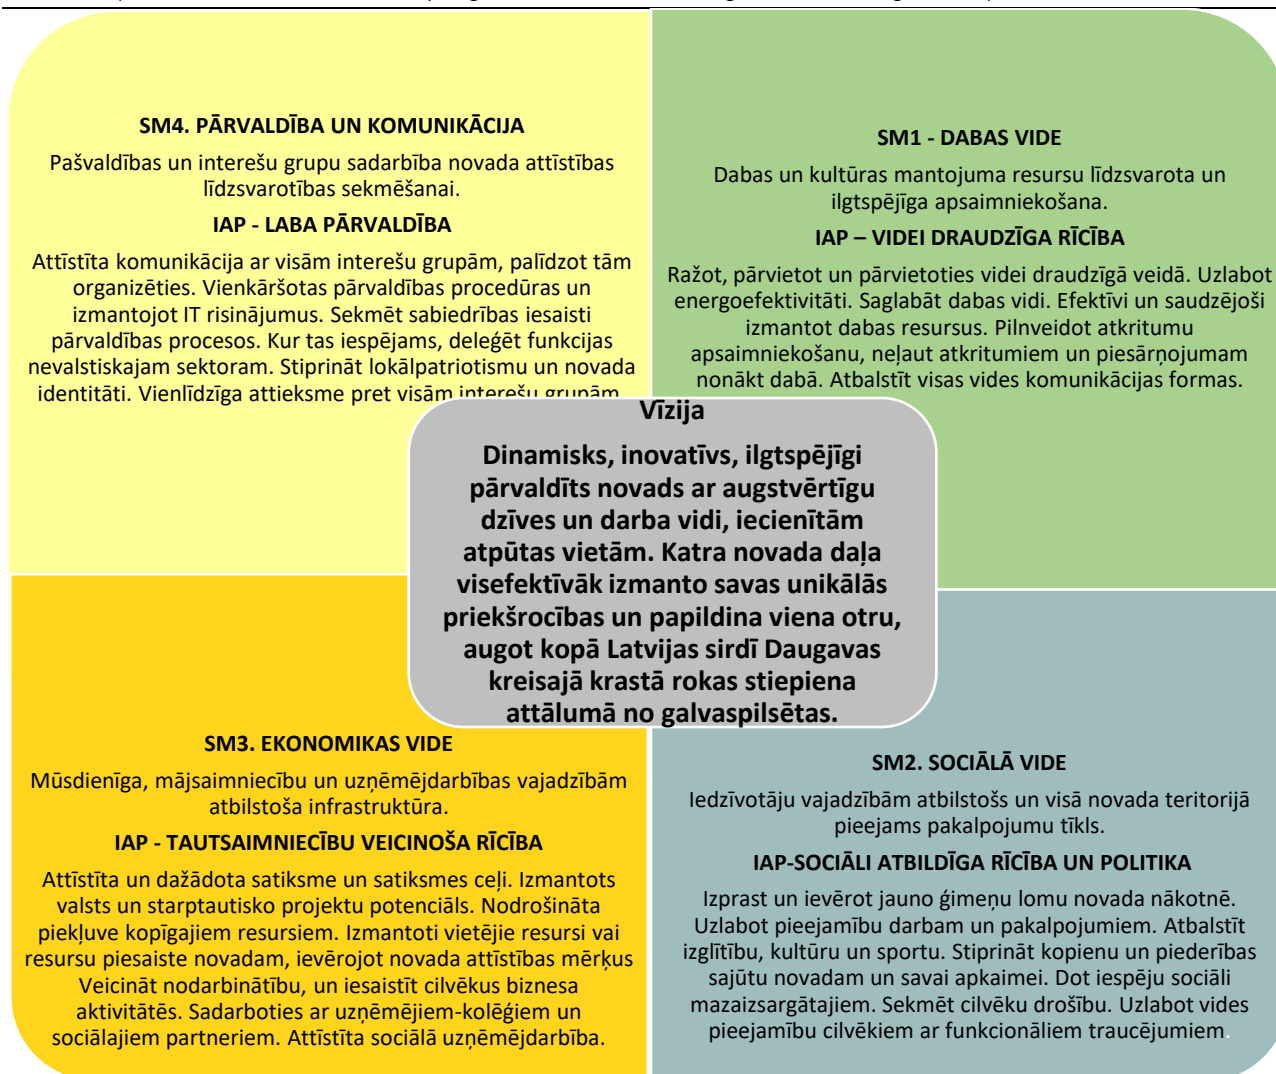 SM4. PĀRVALDĪBA UN KOMUNIKĀCIJA
Pašvaldības un interešu grupu sadarbība novada attīstības
līdzsvarotības sekmēšanai.
IAP - LABA PĀRVALDĪBA
Attīstīta komunikācija ar visām interešu grupām, palīdzot tām
organizēties. Vienkāršotas pārvaldības procedūras un
izmantojot IT risinājumus. Sekmēt sabiedrības iesaisti
pārvaldības procesos. Kur tas iespējams, deleģēt funkcijas
nevalstiskajam sektoram. Stiprināt lokālpatriotismu un novada
identitāti. Vienlīdzīga attieksme pret visām interešu grupām
SM1 - DABAS VIDE
Dabas un kultūras mantojuma resursu līdzsvarota un
ilgtspējīga apsaimniekošana.
IAP – VIDEI DRAUDZĪGA RĪCĪBA
Ražot, pārvietot un pārvietoties videi draudzīgā veidā. Uzlabot
energoefektivitāti. Saglabāt dabas vidi. Efektīvi un saudzējoši
izmantot dabas resursus. Pilnveidot atkritumu
apsaimniekošanu, neļaut atkritumiem un piesārņojumam
nonākt dabā. Atbalstīt visas vides komunikācijas formas.
Vīzija
Dinamisks, inovatīvs, ilgtspējīgi
pārvaldīts novads ar augstvērtīgu
dzīves un darba vidi, iecienītām
atpūtas vietām. Katra novada daļa
visefektīvāk izmanto savas unikālās
priekšrocības un papildina viena otru,
augot kopā Latvijas sirdī Daugavas
kreisajā krastā rokas stiepiena
attālumā no galvaspilsētas.
SM3. EKONOMIKAS VIDE
Mūsdienīga, mājsaimniecību un uzņēmējdarbības vajadzībām
atbilstoša infrastruktūra.
IAP - TAUTSAIMNIECĪBU VEICINOŠA RĪCĪBA
Attīstīta un dažādota satiksme un satiksmes ceļi. Izmantots
valsts un starptautisko projektu potenciāls. Nodrošināta
piekļuve kopīgajiem resursiem. Izmantoti vietējie resursi vai
resursu piesaiste novadam, ievērojot novada attīstības mērķus
Veicināt nodarbinātību, un iesaistīt cilvēkus biznesa
aktivitātēs. Sadarboties ar uzņēmējiem-kolēģiem un
sociālajiem partneriem. Attīstīta sociālā uzņēmējdarbība.
SM2. SOCIĀLĀ VIDE
Iedzīvotāju vajadzībām atbilstošs un visā novada teritorijā
pieejams pakalpojumu tīkls.
IAP-SOCIĀLI ATBILDĪGA RĪCĪBA UN POLITIKA
Izprast un ievērot jauno ģimeņu lomu novada nākotnē.
Uzlabot pieejamību darbam un pakalpojumiem. Atbalstīt
izglītību, kultūru un sportu. Stiprināt kopienu un piederības
sajūtu novadam un savai apkaimei. Dot iespēju sociāli
mazaizsargātajiem. Sekmēt cilvēku drošību. Uzlabot vides
pieejamību cilvēkiem ar funkcionāliem traucējumiem.